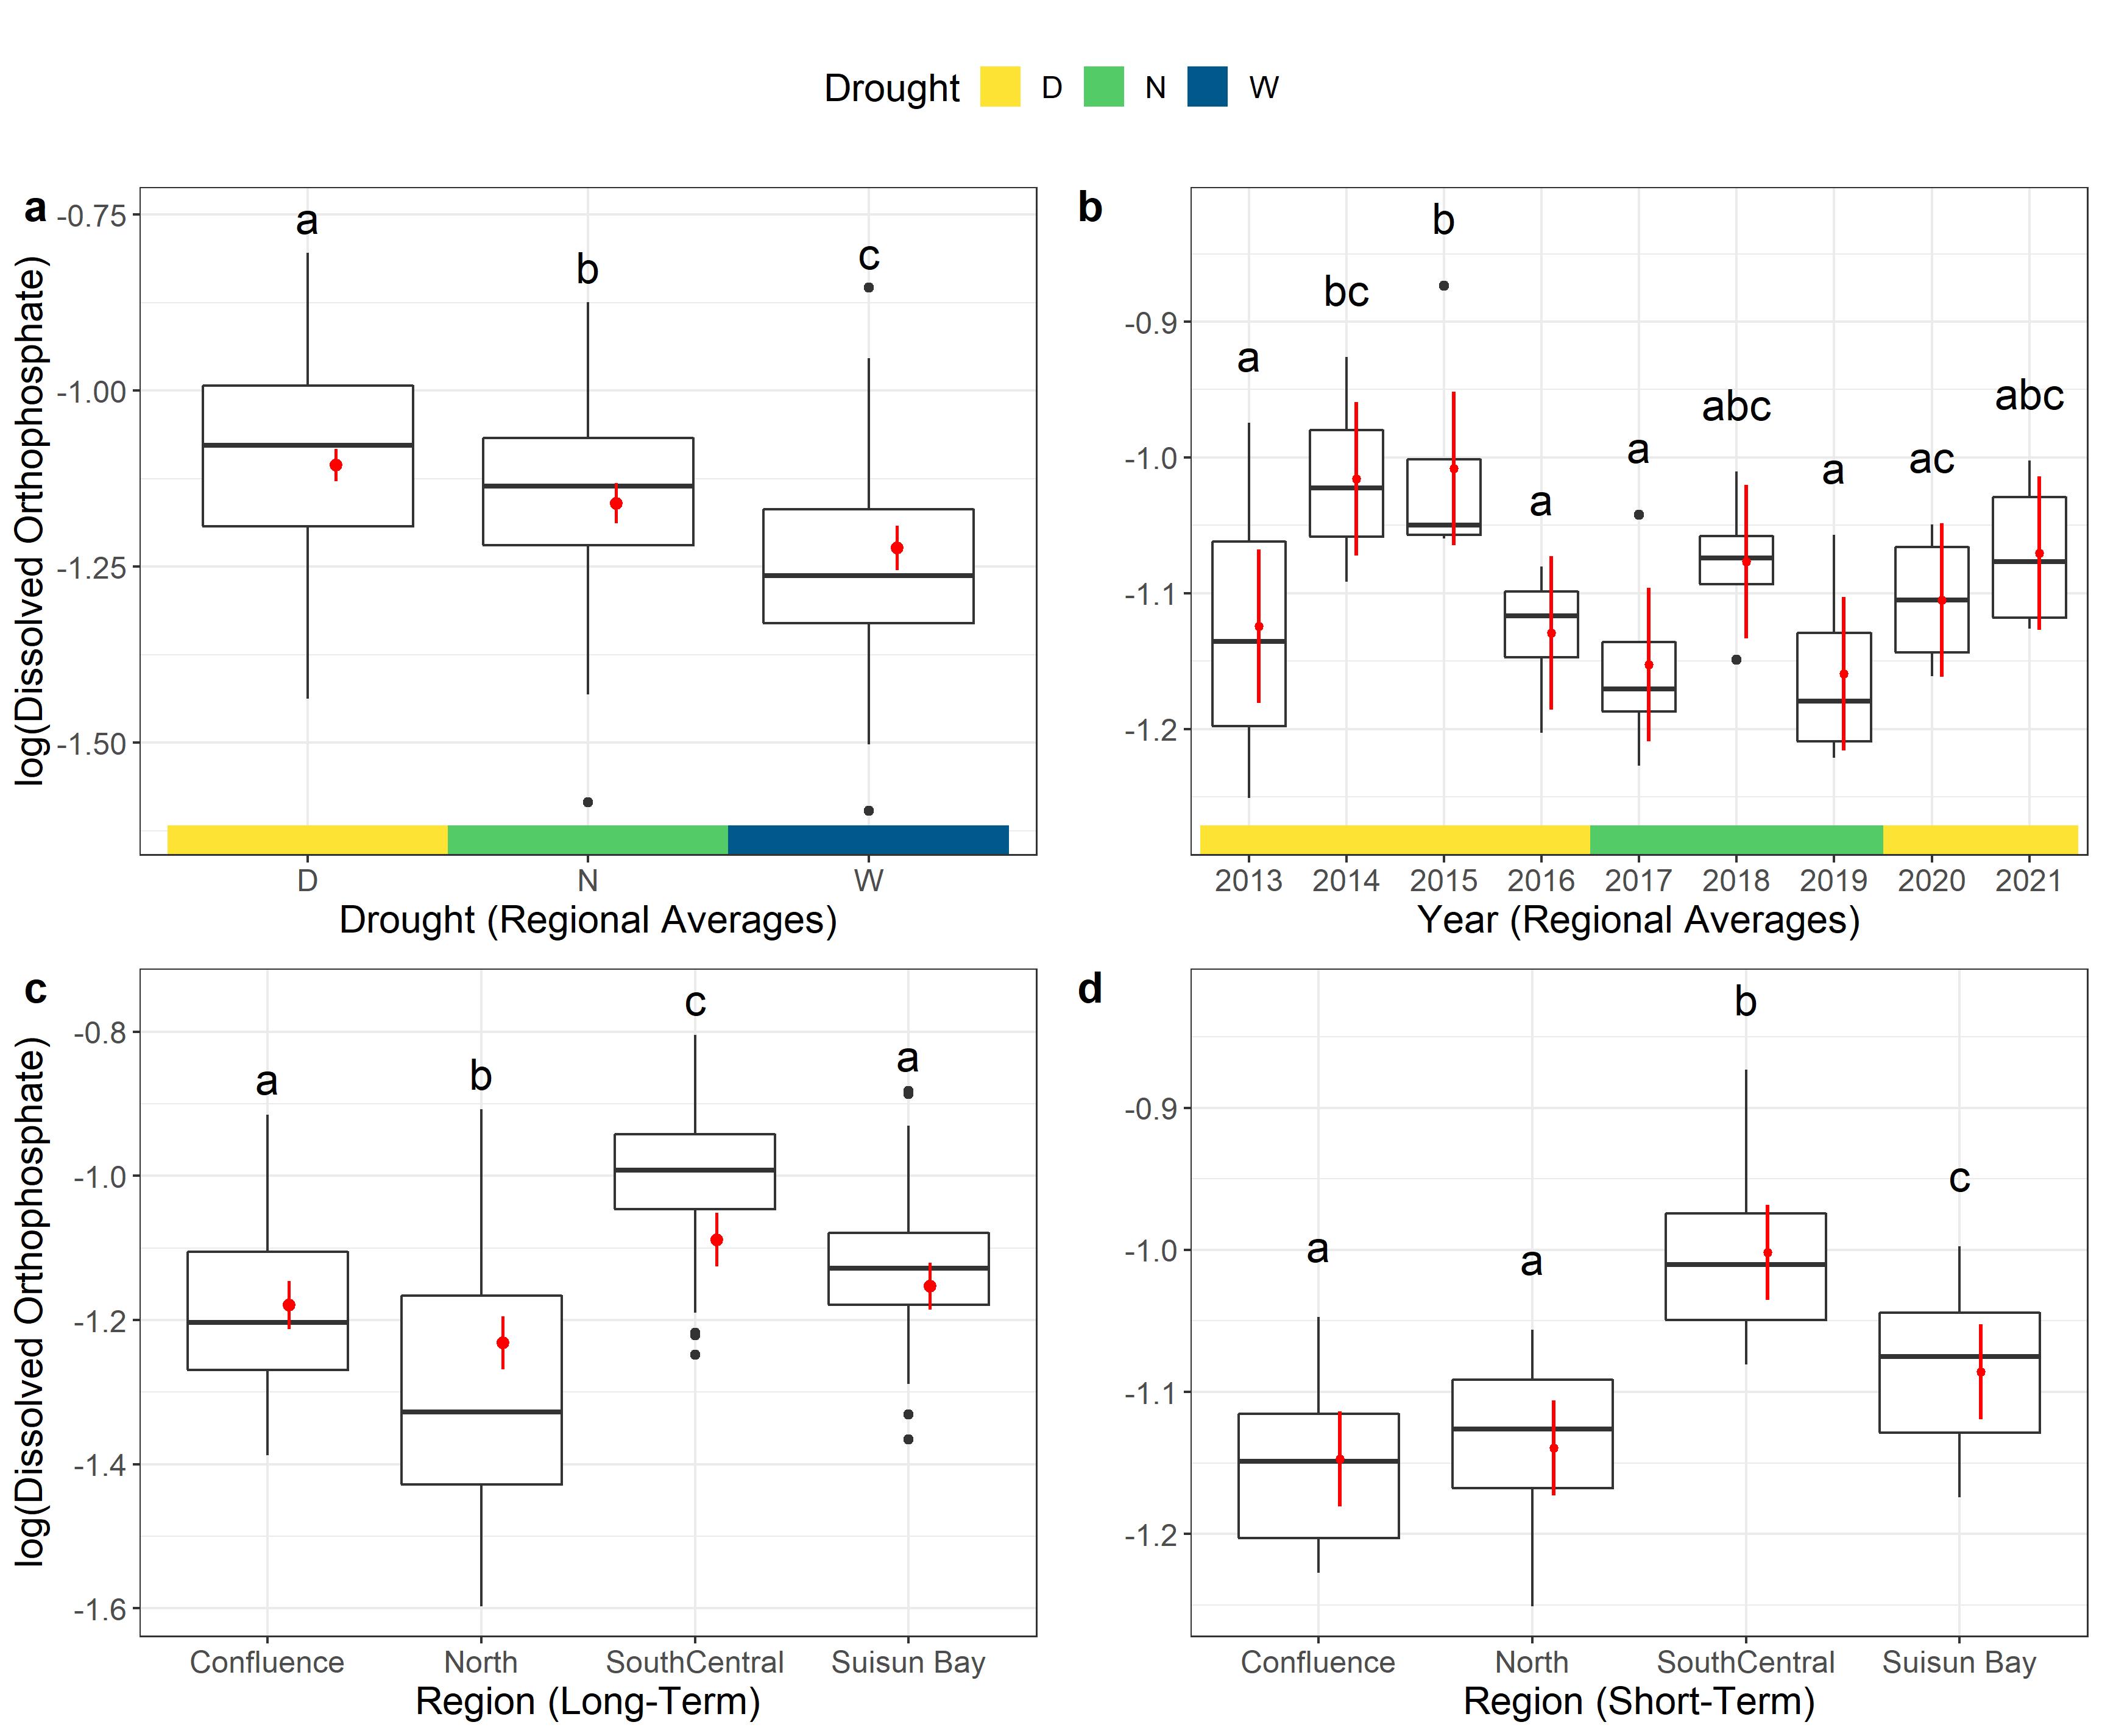 Drought D N W
a
b
log(Dissolved Orthophosphate)
-0.75
-1.00
-1.25
-1.50
a
b
c
D N W
Drought (Regional Averages)
-0.9
-1.0
-1.1
-1.2
a
bc
b
a
a
abc
a
ac
abc
2013 2014 2015 2016 2017 2018 2019 2020 2021
Year (Regional Averages)
c
d
log(Dissolved Orthophosphate)
-0.8
-1.0
-1.2
-1.4
-1.6
a
b
c
a
Confluence North SouthCentral Suisun Bay
Region (Long-Term)
-0.9
-1.0
-1.1
-1.2
a
a
b
c
Confluence North SouthCentral Suisun Bay
Region (Short-Term)